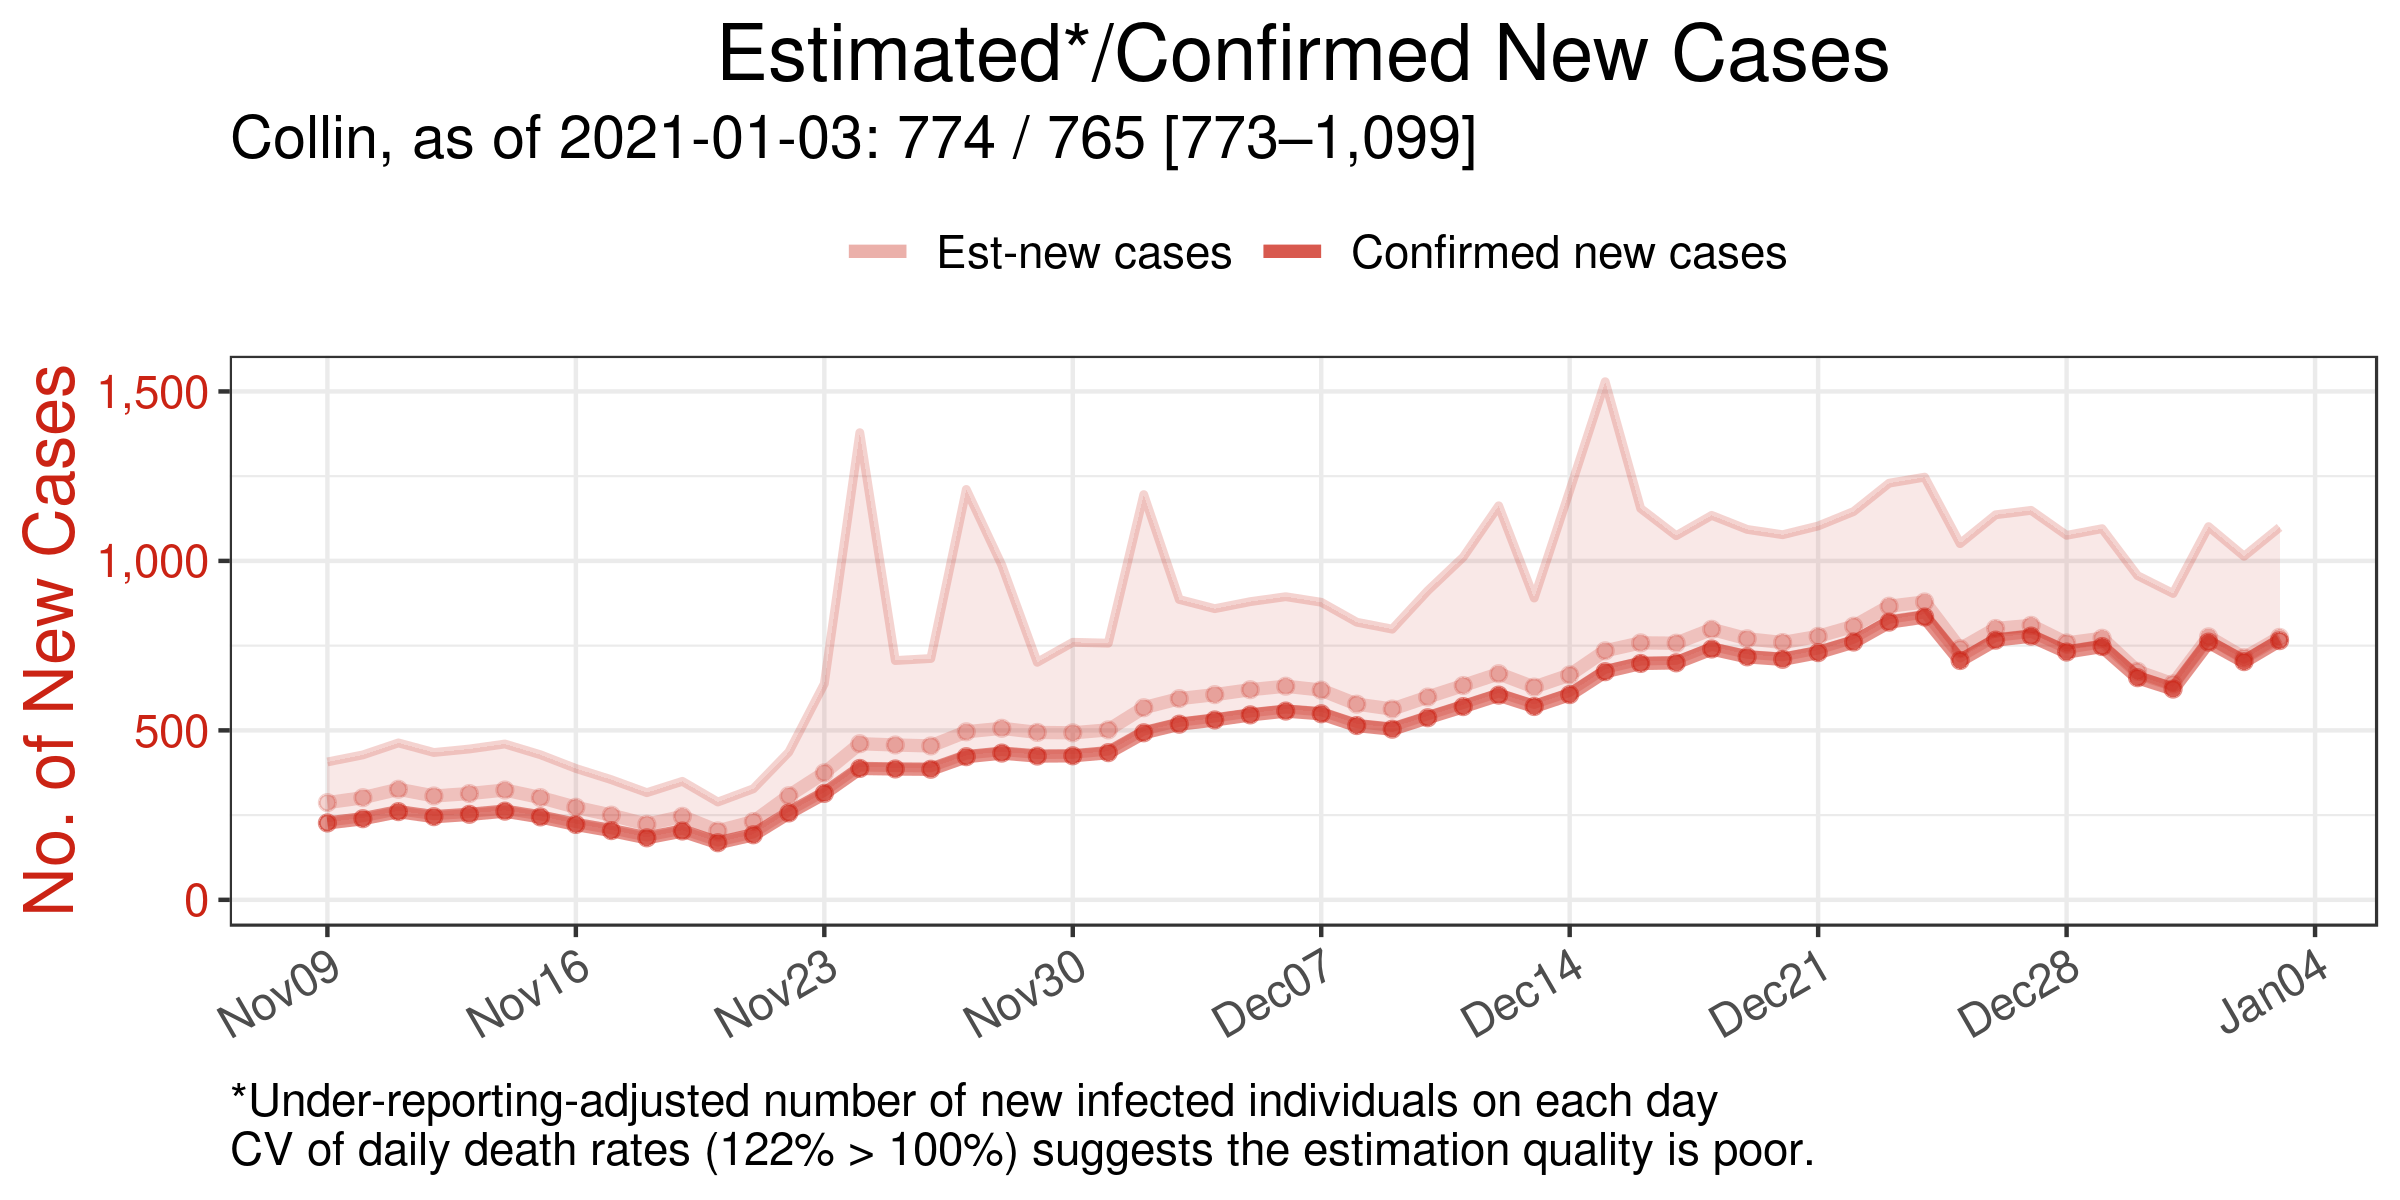 Estimated*/Confirmed New Cases
Collin, as of 2021-01-03: 774 / 765 [773–1,099]
Est-new cases Confirmed new cases
No. of New Cases
1,500
1,000
500
0
Nov09 Nov16 Nov23 Nov30 Dec07 Dec14 Dec21 Dec28 Jan04
*Under-reporting-adjusted number of new infected individuals on each day
CV of daily death rates (122% > 100%) suggests the estimation quality is poor.